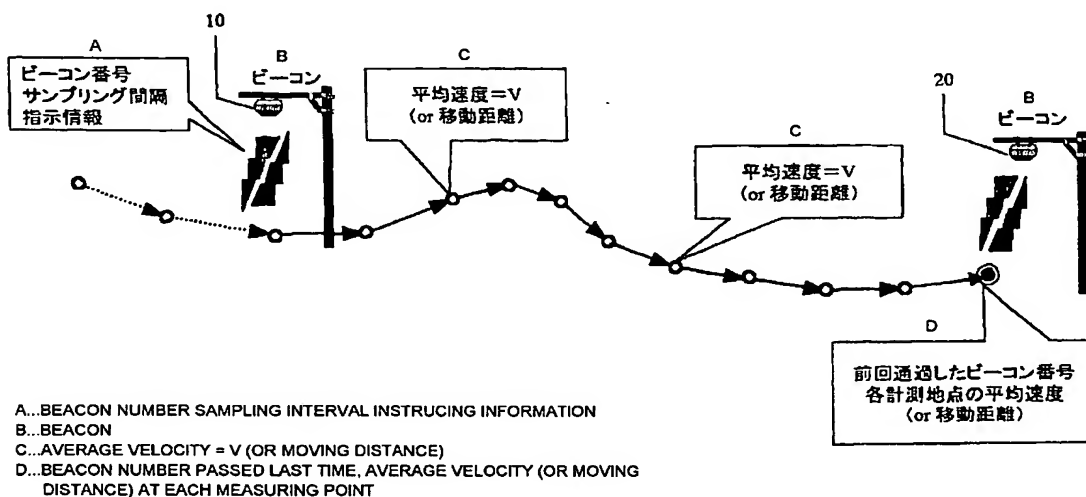 10
A
B
C
ビーコン番号
サンプリング間隔
指示情報
ビーコン
平均速度=V
(or 移動距離)
20
B
ビーコン
C
平均速度=V
(or 移動距離)
D
前回通過したビーコン番号
各計測地点の平均速度
(or 移動距離)
A...BEACON NUMBER SAMPLING INTERVAL INSTRUCING INFORMATION
B...BEACON
C...AVERAGE VELOCITY = V (OR MOVING DISTANCE)
D...BEACON NUMBER PASSED LAST TIME, AVERAGE VELOCITY (OR MOVING
DISTANCE) AT EACH MEASURING POINT